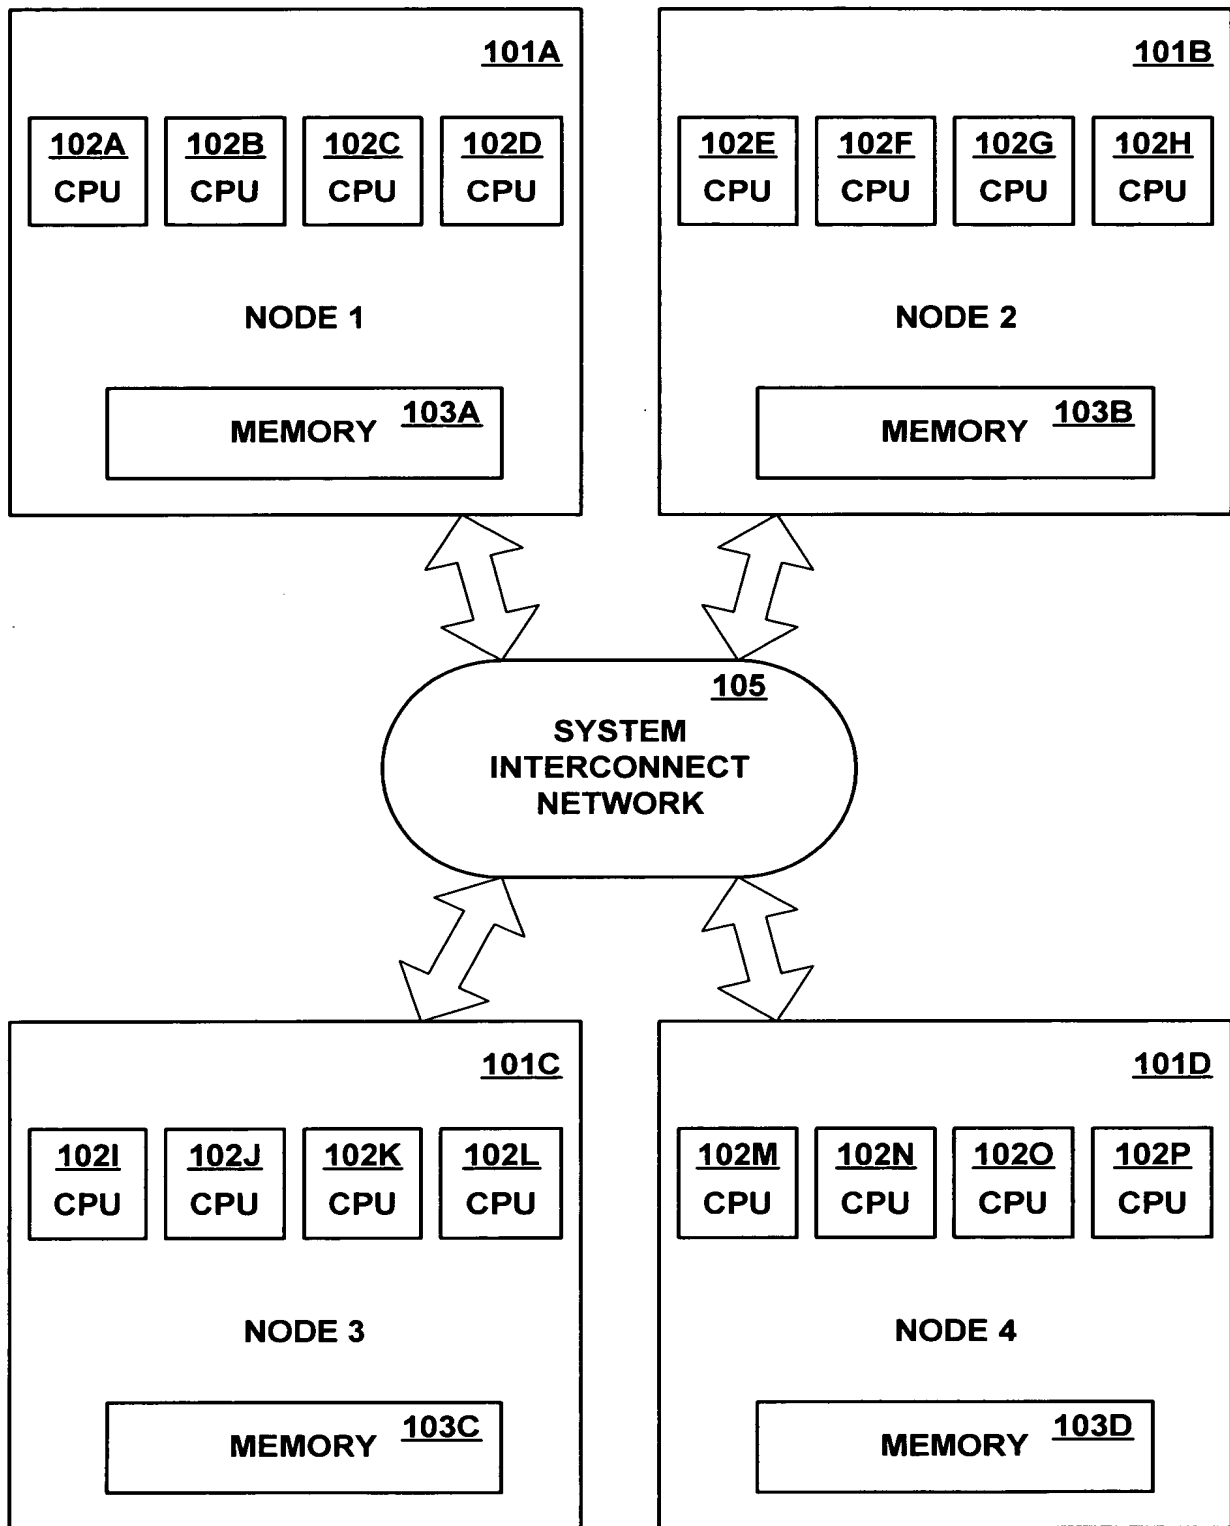 101A
102A 102B 102C 102D
CPU CPU CPU CPU
NODE 1
MEMORY 103A
101B
102E 102F 102G 102H
CPU CPU CPU CPU
NODE 2
MEMORY 103B
105
SYSTEM
INTERCONNECT
NETWORK
101C
102I 102J 102K 102L
CPU CPU CPU CPU
NODE 3
MEMORY 103C
101D
102M 102N 102O 102P
CPU CPU CPU CPU
NODE 4
MEMORY 103D